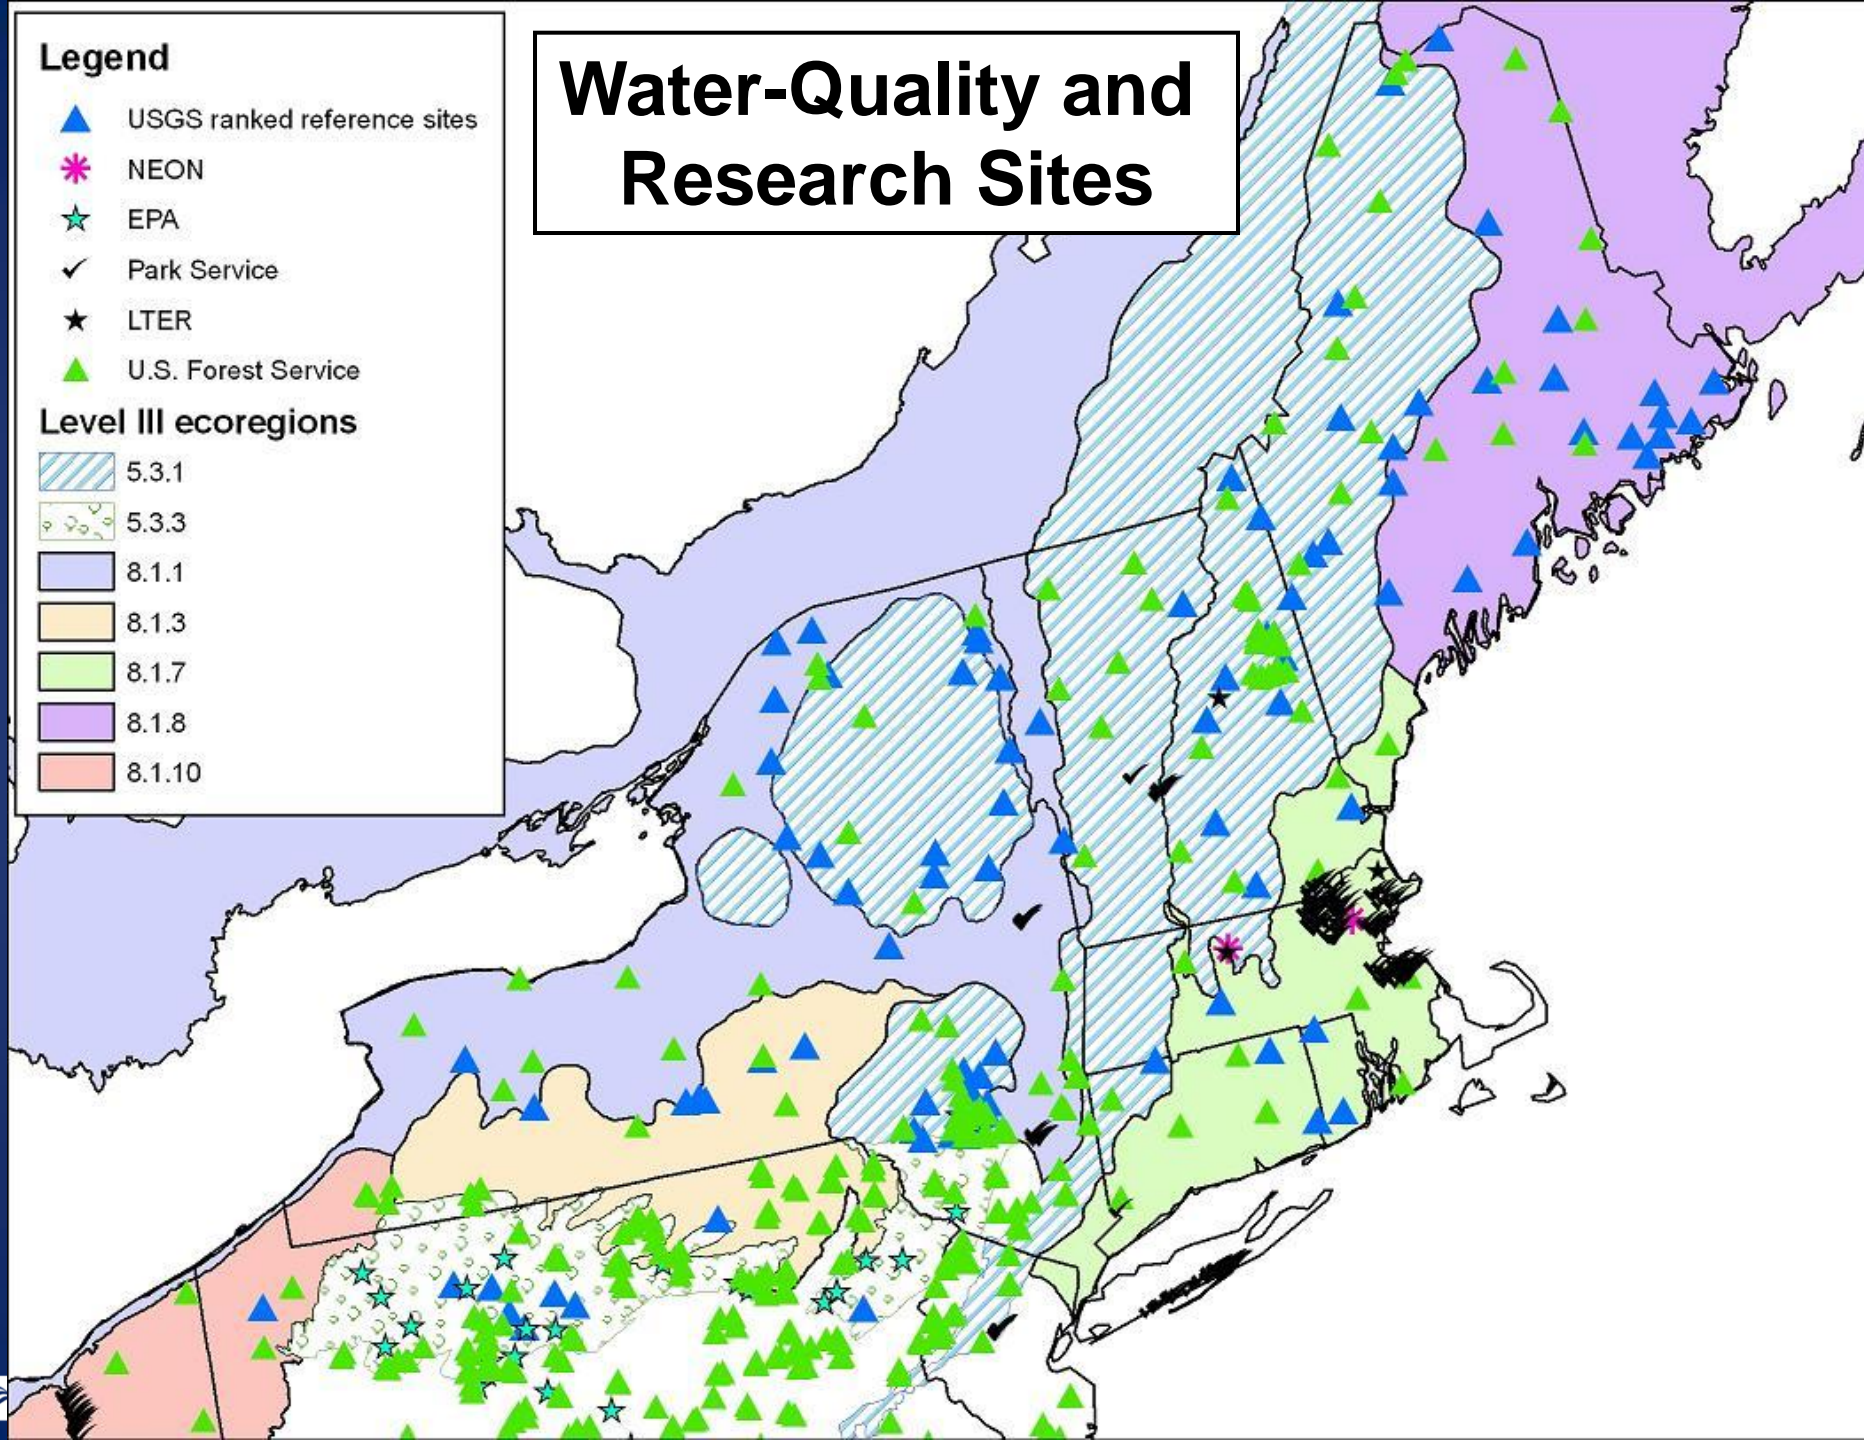 Water-Quality and
Research Sites
Legend
USGS ranked reference sites
NEON
EPA
Park Service
LTER
U.S. Forest Service
Level III ecoregions
5.3.1
5.3.3
8.1.1
8.1.3
8.1.7
8.1.8
8.1.10